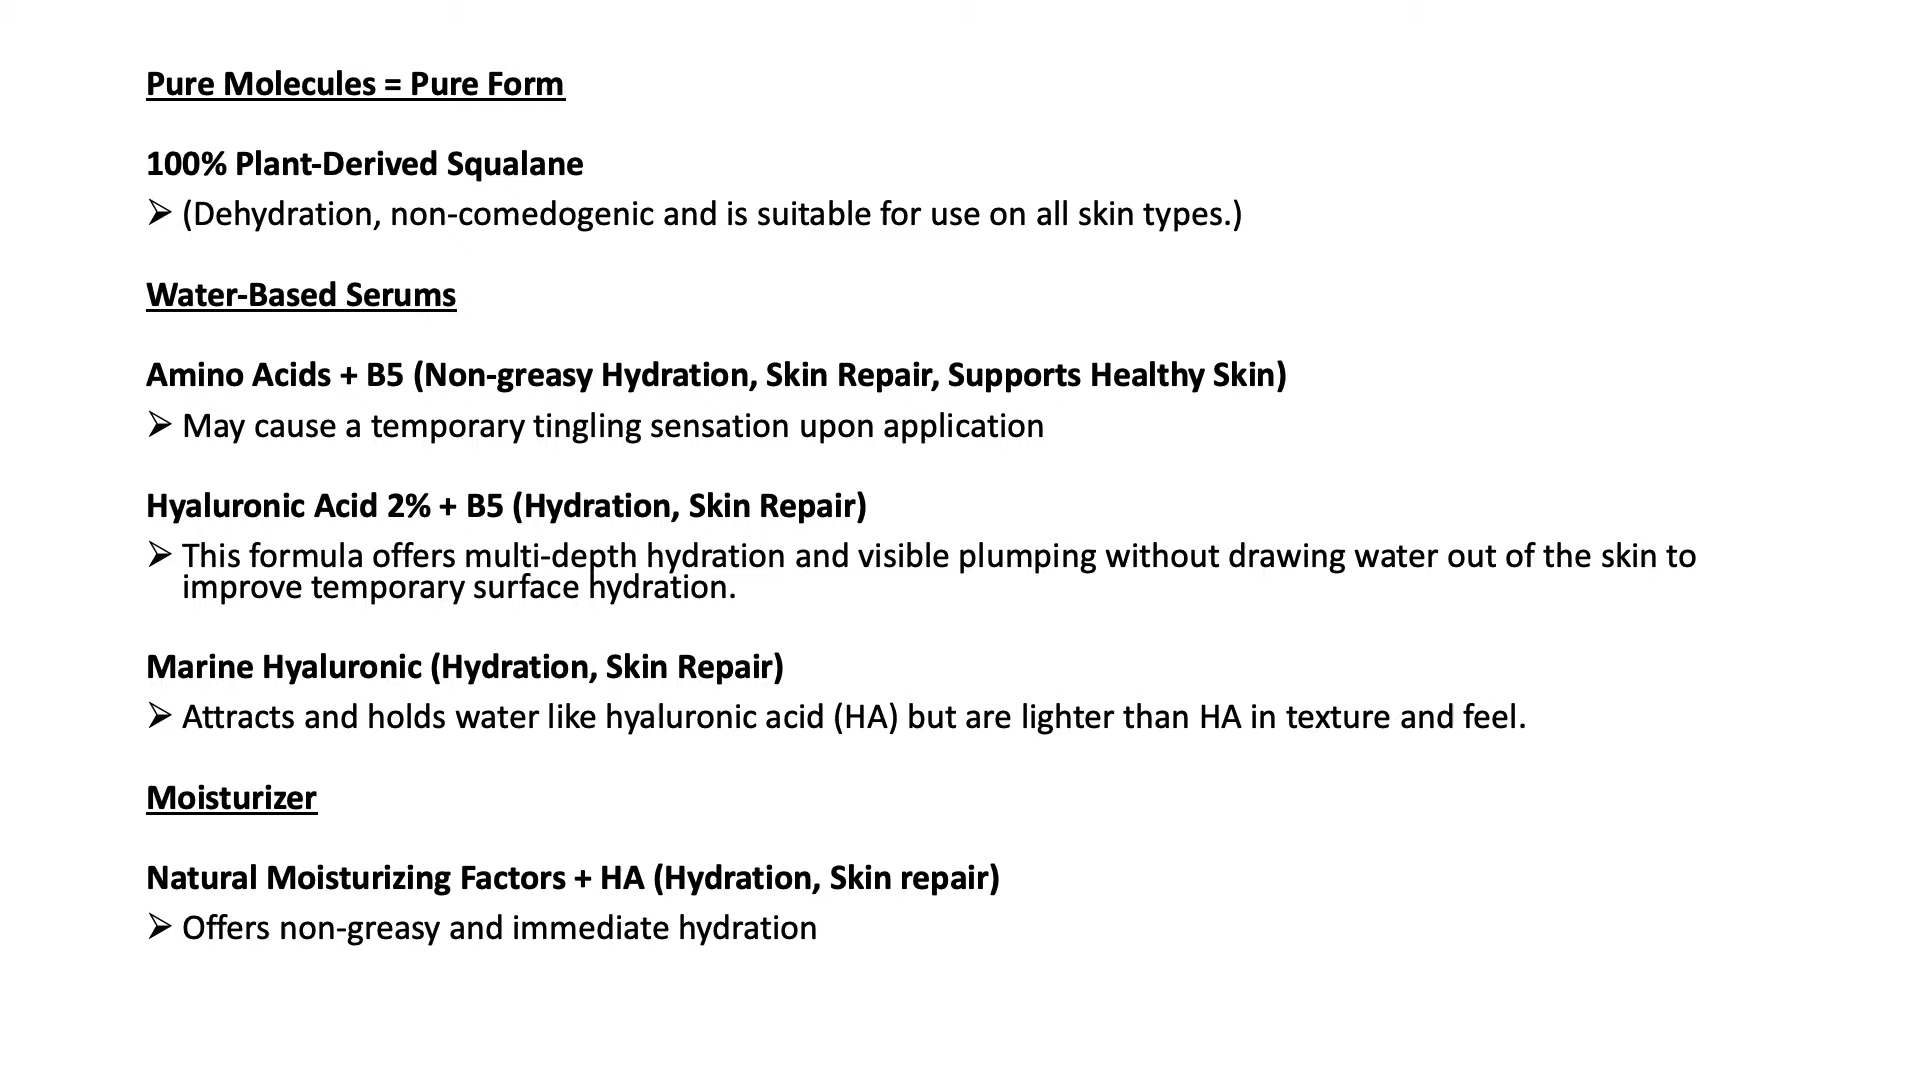 Pure Molecules = Pure Form
100% Plant-Derived Squalane
➢ (Dehydration, non-comedogenic and is suitable for use on all skin types.)
Water-Based Serums
Amino Acids + B5 (Non-greasy Hydration, Skin Repair, Supports Healthy Skin)
➢ May cause a temporary tingling sensation upon application
Hyaluronic Acid 2% + B5 (Hydration, Skin Repair)
➢ This formula offers multi-depth hydration and visible plumping without drawing water out of the skin to
improve temporary surface hydration.
Marine Hyaluronic (Hydration, Skin Repair)
➢ Attracts and holds water like hyaluronic acid (HA) but are lighter than HA in texture and feel.
Moisturizer
Natural Moisturizing Factors + HA (Hydration, Skin repair)
➢ Offers non-greasy and immediate hydration